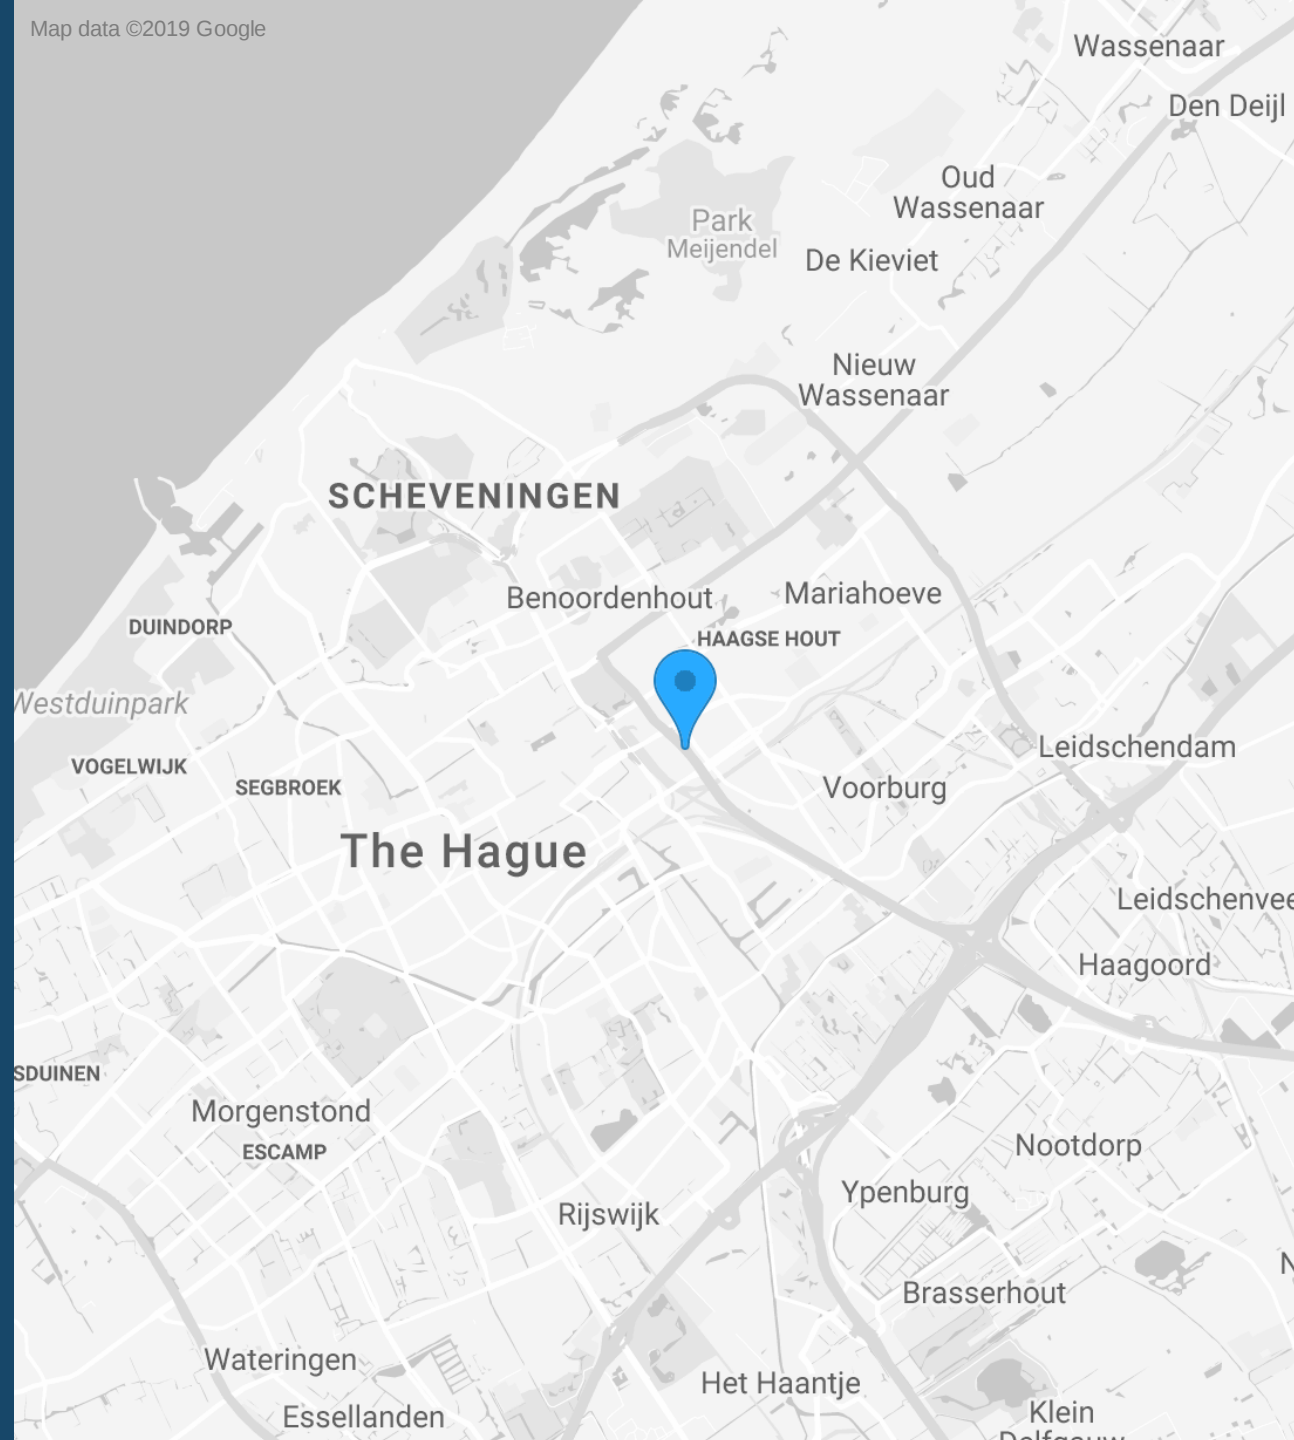 Map data ©2019 Google
Wassenaar
Den Deijl
Oud
Wassenaar
Park
Meijendel
De Kieviet
Nieuw
Wassenaar
SCHEVENINGEN
Benoordenhout
Mariahoeve
DUINDORP
HAAGSE HOUT
Westduinpark
Leidschendam
VOGELWIJK
SEGBROEK
Voorburg
The Hague
Leidschenvee
Haagoord
SDUINEN
Morgenstond
ESCAMP
Nootdorp
Ypenburg
Rijswijk
N
Brasserhout
Wateringen
Het Haantje
Essellanden
Klein
Delfgauw